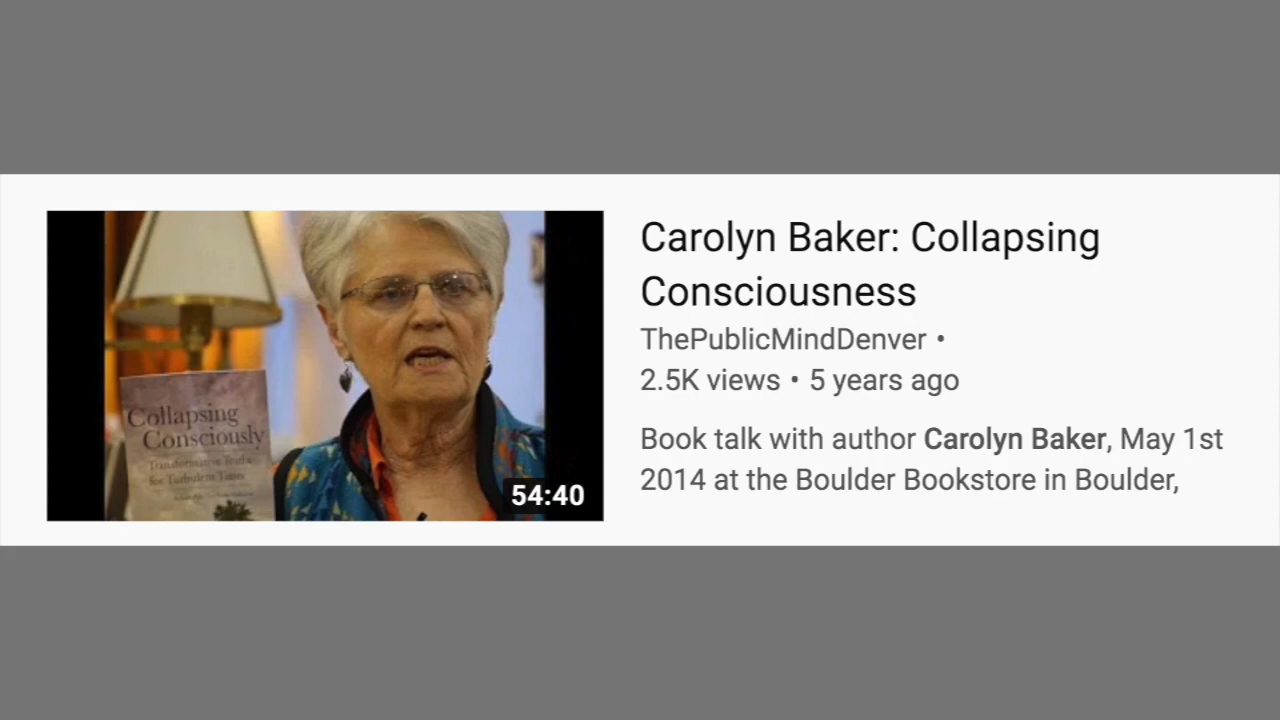 Carolyn Baker: Collapsing
Consciousness
ThePublicMindDenver •
2.5K views • 5 years ago
Book talk with author Carolyn Baker, May 1st
2014 at the Boulder Bookstore in Boulder,
Collapsing
Consciously
Transformative Truths
for Turbulent Times
54:40